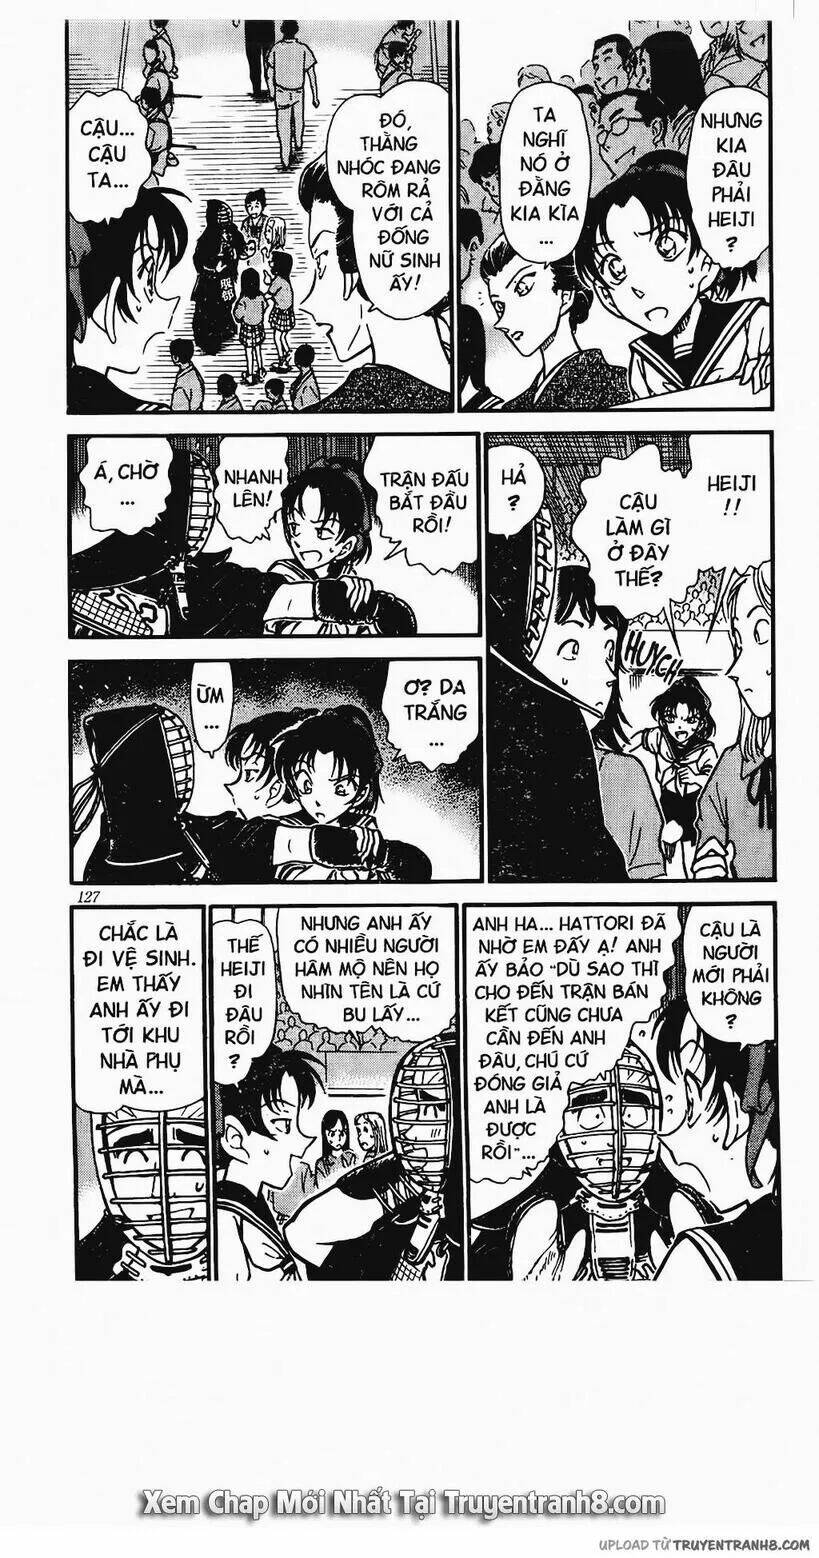 NHƯNG
KIA
ĐÂU
PHẢI
HEIJI
?
TA
NGHĨ
NÓ Ở
ĐẰNG
KIA KÌA
...
ĐÓ,
THẰNG
NHÓC ĐANG
RÔM RẢ
VỚI CẢ
ĐỐNG
NỮ SINH
ẤY!
CẬU...
CẬU
TA...
服部
HEIJI
!!
CẬU
LÀM GÌ
Ở ĐÂY
THẾ?
HẢ
?
HUỴCH
TRẬN ĐẤU
BẮT ĐẦU
RỒI!
NHANH
LÊN!
Á, CHỜ
...
Ơ? DA
TRẮNG
...
ỪM
...
127
CẬU LÀ
NGƯỜI
MỚI PHẢI
KHÔNG
?
ANH HA... HATTORI ĐÃ
NHỜ EM ĐẤY Ạ! ANH
ẤY BẢO "DÙ SAO THÌ
CHO ĐẾN TRẬN BÁN
KẾT CŨNG CHƯA
CẦN ĐẾN ANH
ĐÂU, CHÚ CỨ
ĐÓNG GIẢ
ANH LÀ
ĐƯỢC
RỒI"...
NHƯNG ANH ẤY
CÓ NHIỀU NGƯỜI
HÂM MỘ NÊN HỌ
NHÌN TÊN LÀ CỨ
BU LẤY...
THẾ
HEIJI
ĐI
ĐÂU
RỒI
?
CHẮC LÀ
ĐI VỆ SINH.
EM THẤY
ANH ẤY ĐI
TỚI KHU
NHÀ PHỤ
MÀ...
Xem Chap Mới Nhất Tại Truyentranh8.com
UPLOAD TỪ TRUYENTRANH8.COM